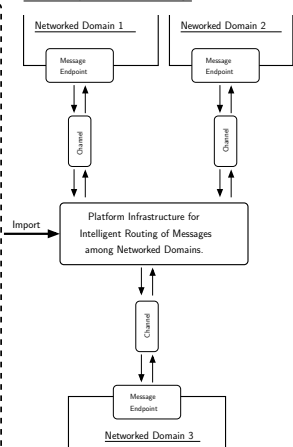 Networked Domain 1
Neworked Domain 2
Message
Endpoint
Message
Endpoint
Channel
Channel
Import
Platform Infrastructure for
Intelligent Routing of Messages
among Networked Domains.
Channel
Message
Endpoint
Networked Domain 3